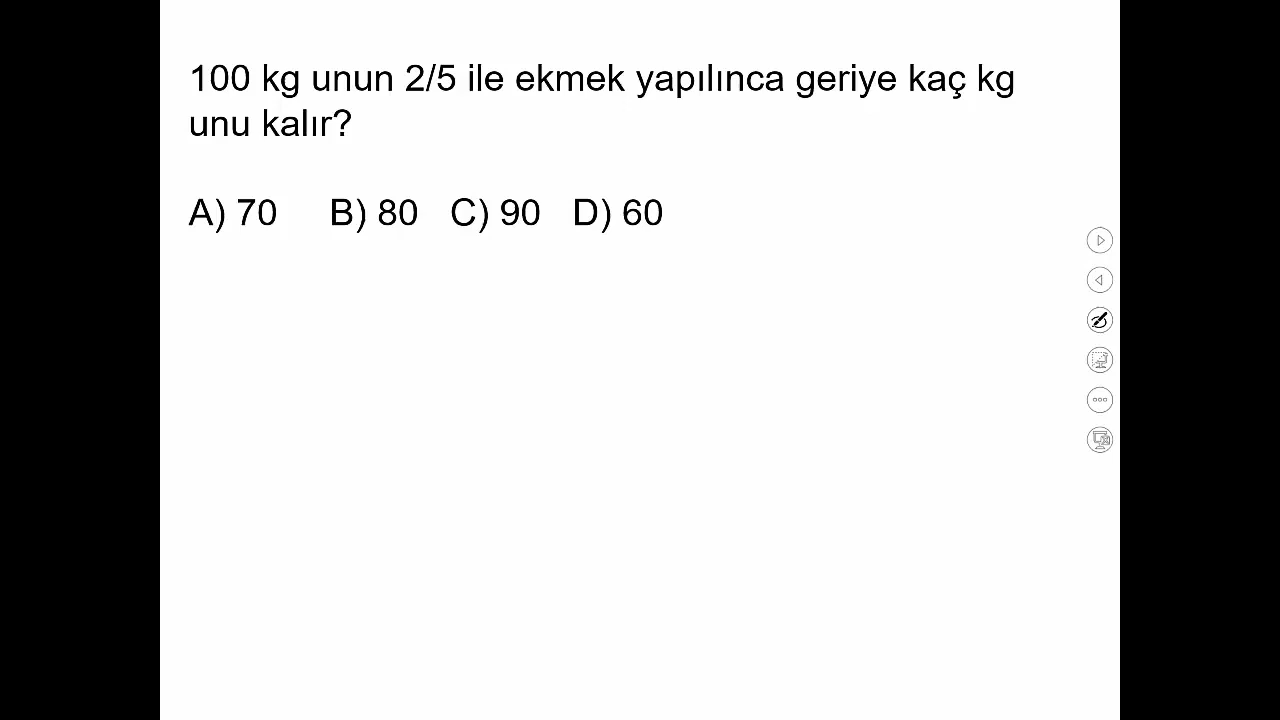 100 kg unun 2/5 ile ekmek yapılınca geriye kaç kg
unu kalır?
A) 70 B) 80 C) 90 D) 60